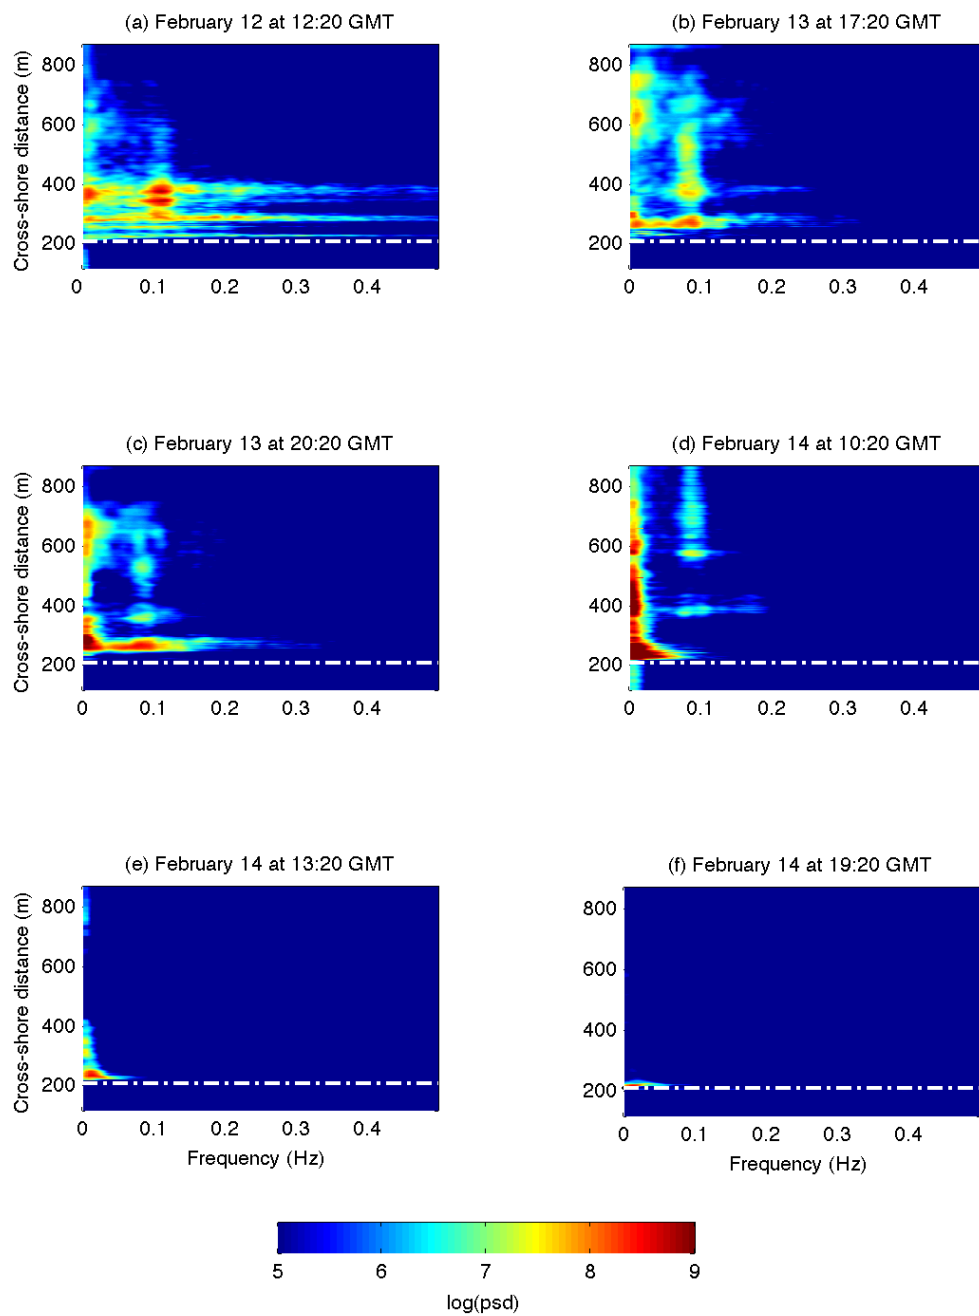 (a) February 12 at 12:20 GMT
(b) February 13 at 17:20 GMT
Cross-shore distance (m)
800
600
400
200
0 0.1 0.2 0.3 0.4
800
600
400
200
0 0.1 0.2 0.3 0.4
(c) February 13 at 20:20 GMT
(d) February 14 at 10:20 GMT
Cross-shore distance (m)
800
600
400
200
0 0.1 0.2 0.3 0.4
800
600
400
200
0 0.1 0.2 0.3 0.4
(e) February 14 at 13:20 GMT
(f) February 14 at 19:20 GMT
Cross-shore distance (m)
800
600
400
200
0 0.1 0.2 0.3 0.4
Frequency (Hz)
800
600
400
200
0 0.1 0.2 0.3 0.4
Frequency (Hz)
5 6 7 8 9
log(psd)